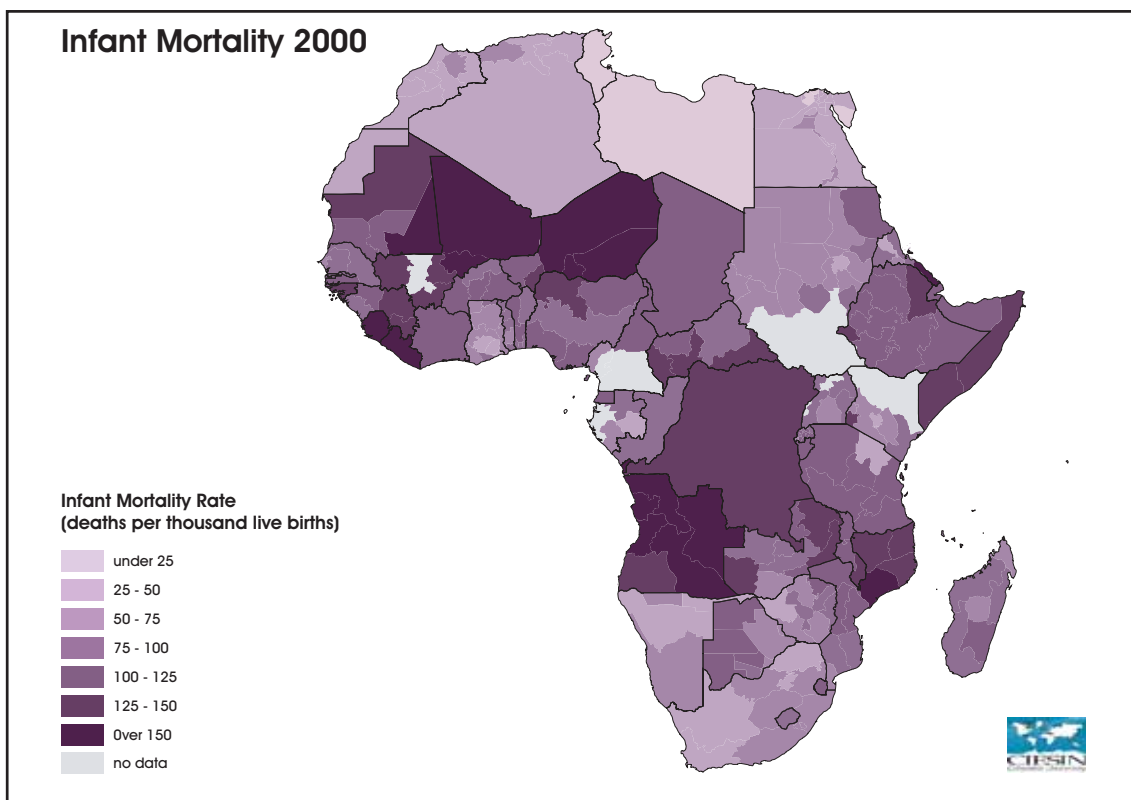 Infant Mortality 2000
Infant Mortality Rate
(deaths per thousand live births)
under 25
25 - 50
50 - 75
75 - 100
100 - 125
125 - 150
Over 150
no data
CIESIN